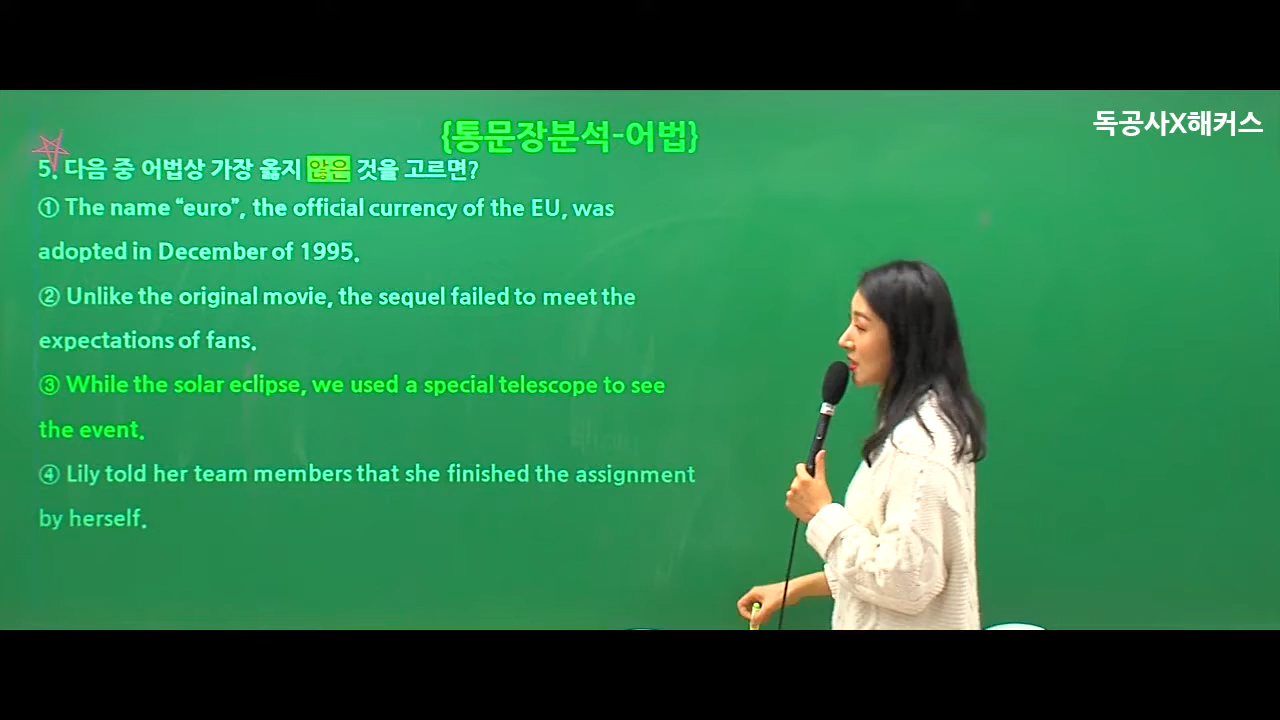 독공사X해커스
{통문장분석-어법}
5. 다음 중 어법상 가장 옳지 않은 것을 고르면?
① The name “euro”, the official currency of the EU, was
adopted in December of 1995.
② Unlike the original movie, the sequel failed to meet the
expectations of fans.
③ While the solar eclipse, we used a special telescope to see
the event.
④ Lily told her team members that she finished the assignment
by herself.